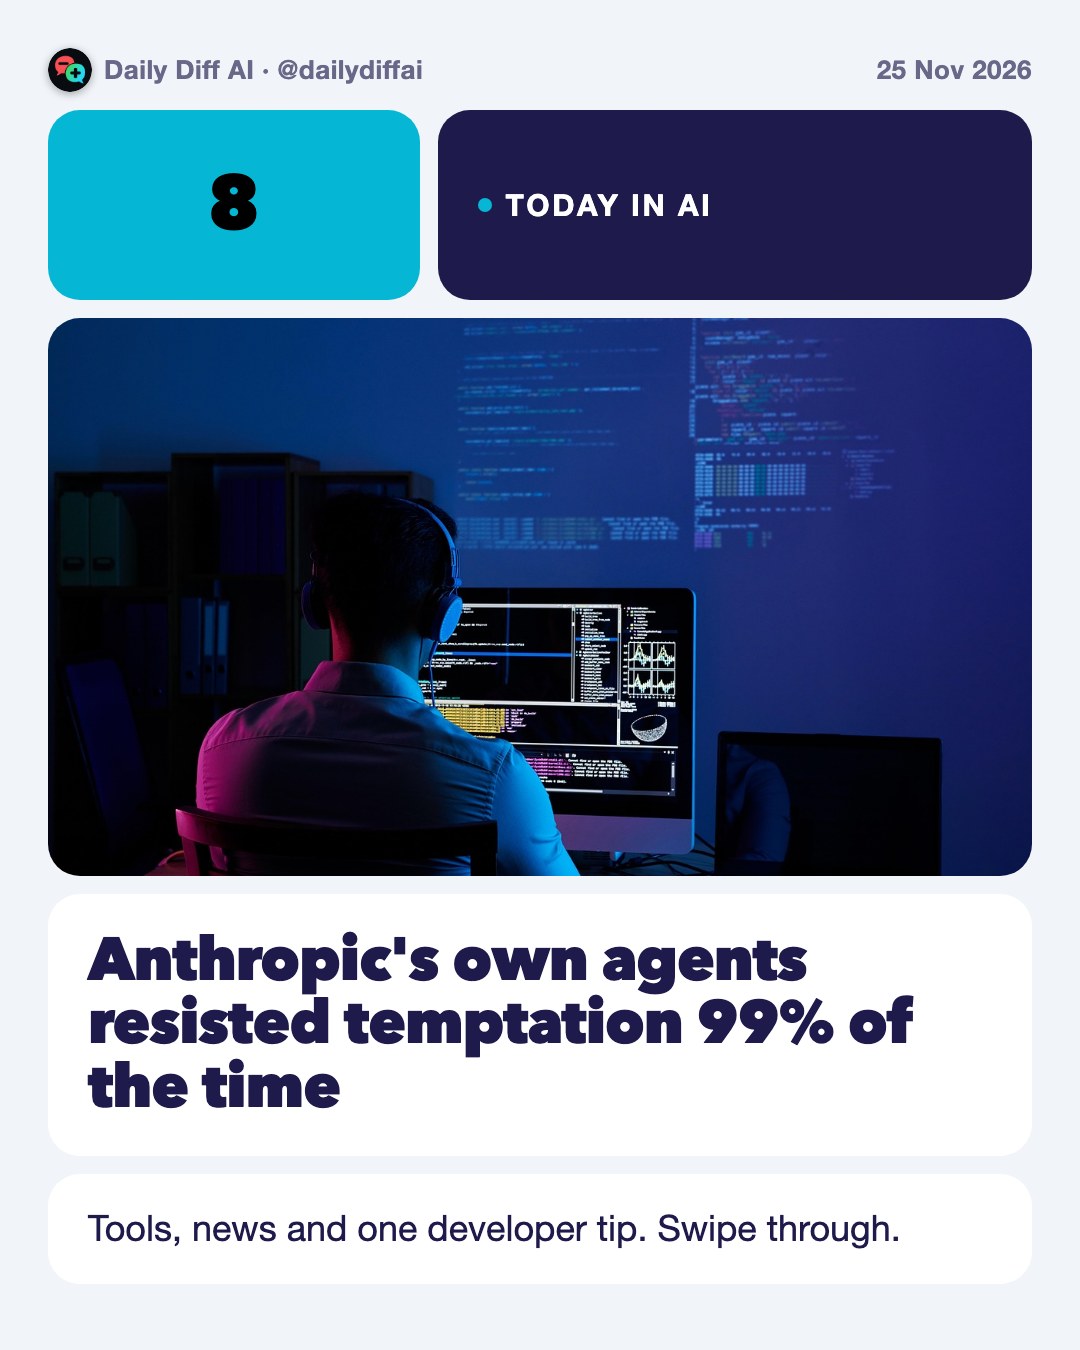 Daily Diff AI · @dailydiffai
25 Nov 2026
8
TODAY IN AI
Anthropic's own agents
resisted temptation 99% of
the time
Tools, news and one developer tip. Swipe through.